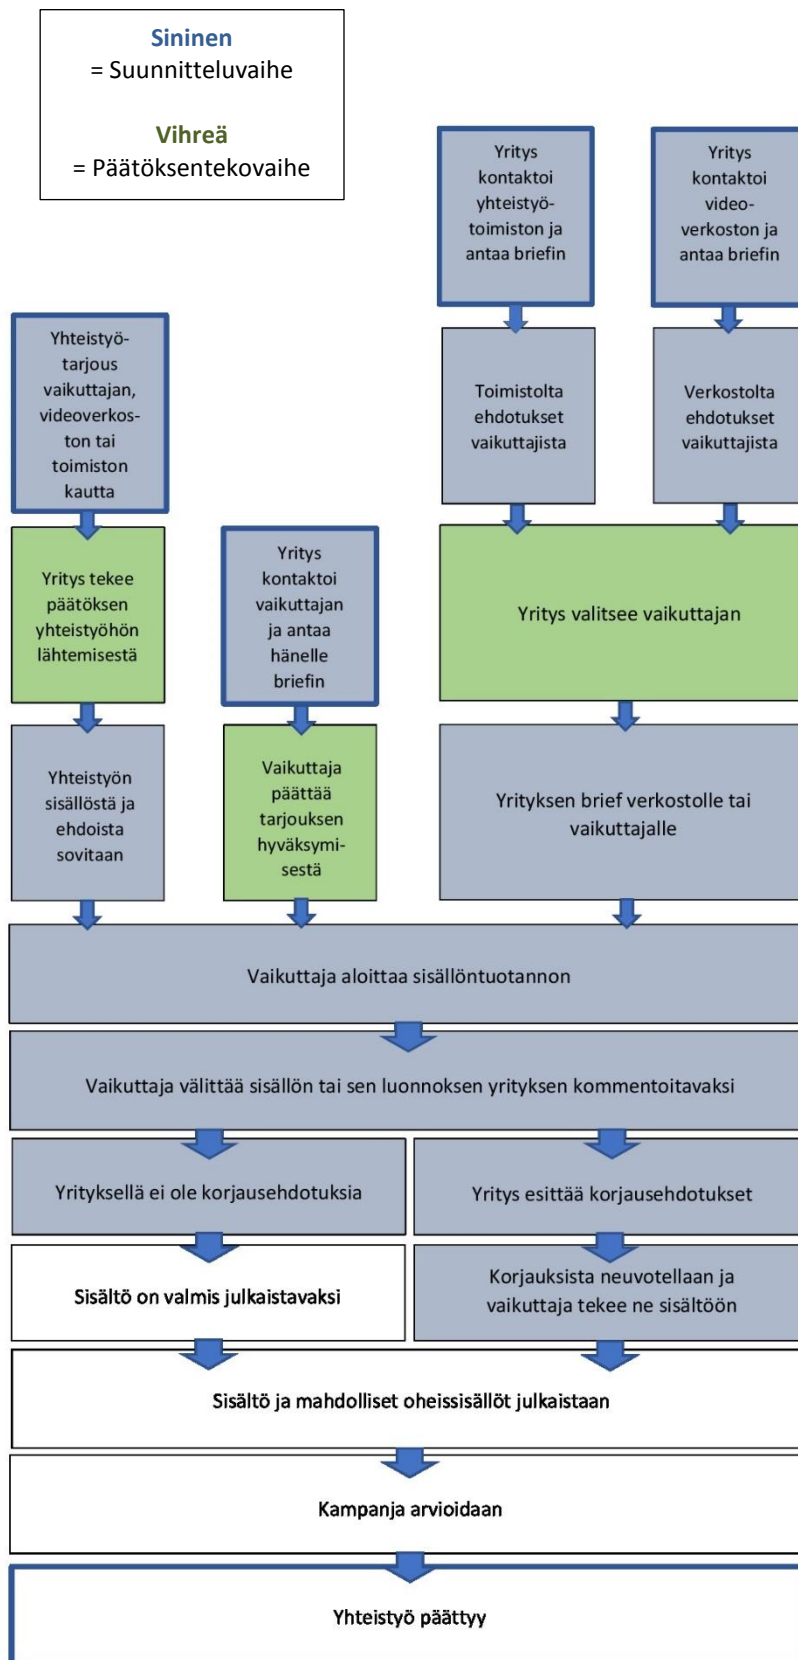 Sininen
= Suunnitteluvaihe
Vihreä
= Päätöksentekovaihe
Yritys
kontaktoi
yhteistyö-
toimiston ja
antaa briefin
Yritys
kontaktoi
video-
verkoston ja
antaa briefin
Yhteistyö-
tarjous
vaikuttajan,
videoverkos-
ton tai
toimiston
kautta
Toimistolta
ehdotukset
vaikuttajista
Verkostolta
ehdotukset
vaikuttajista
Yritys tekee
päätöksen
yhteistyöhön
lähtemisestä
Yritys
kontaktoi
vaikuttajan
ja antaa
hänelle
briefin
Yritys valitsee vaikuttajan
Yhteistyön
sisällöstä ja
ehdoista
sovitaan
Vaikuttaja
päättää
tarjouksen
hyväksymi-
sestä
Yrityksen brief verkostolle tai
vaikuttajalle
Vaikuttaja aloittaa sisällöntuotannon
Vaikuttaja välittää sisällön tai sen luonnoksen yrityksen kommentoitavaksi
Yrityksellä ei ole korjausehdotuksia
Yritys esittää korjausehdotukset
Sisältö on valmis julkaistavaksi
Korjauksista neuvotellaan ja
vaikuttaja tekee ne sisältöön
Sisältö ja mahdolliset oheissisällöt julkaistaan
Kampanja arvioidaan
Yhteistyö päättyy